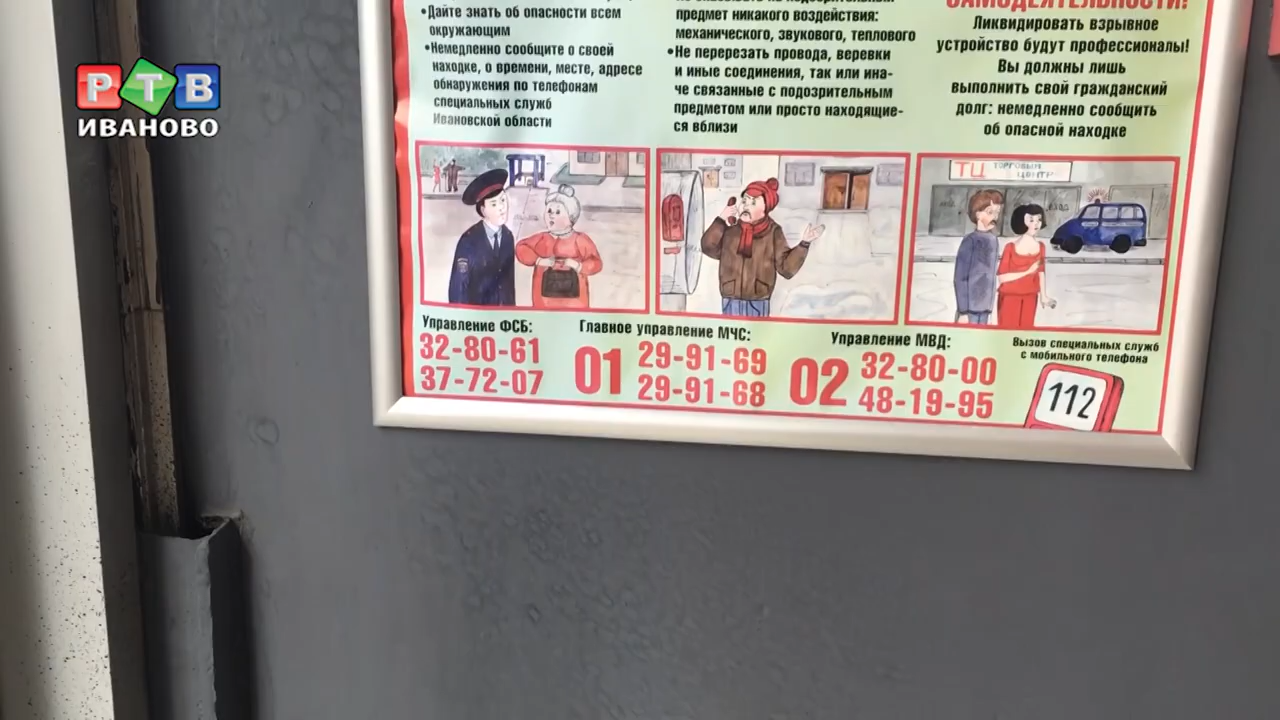 РТВ
ИВАНОВО
•Дайте знать об опасности всем
окружающим
•Немедленно сообщите о своей
находке, о времени, месте, адресе
обнаружения по телефонам
специальных служб
Ивановской области
предмет никакого воздействия:
механического, звукового, теплового
•Не перерезать провода, веревки
и иные соединения, так или ина-
че связанные с подозрительным
предметом или просто находящие-
ся вблизи
САМОДЕЯТЕЛЬНОСТИ!
Ликвидировать взрывное
устройство будут профессионалы!
Вы должны лишь
выполнить свой гражданский
долг: немедленно сообщить
об опасной находке
ТЦ ТОРГОВЫЙ
ЦЕНТР
Управление ФСБ:
32-80-61
37-72-07
Главное управление МЧС:
01
29-91-69
29-91-68
Управление МВД:
02
32-80-00
48-19-95
Вызов специальных служб
с мобильного телефона
112